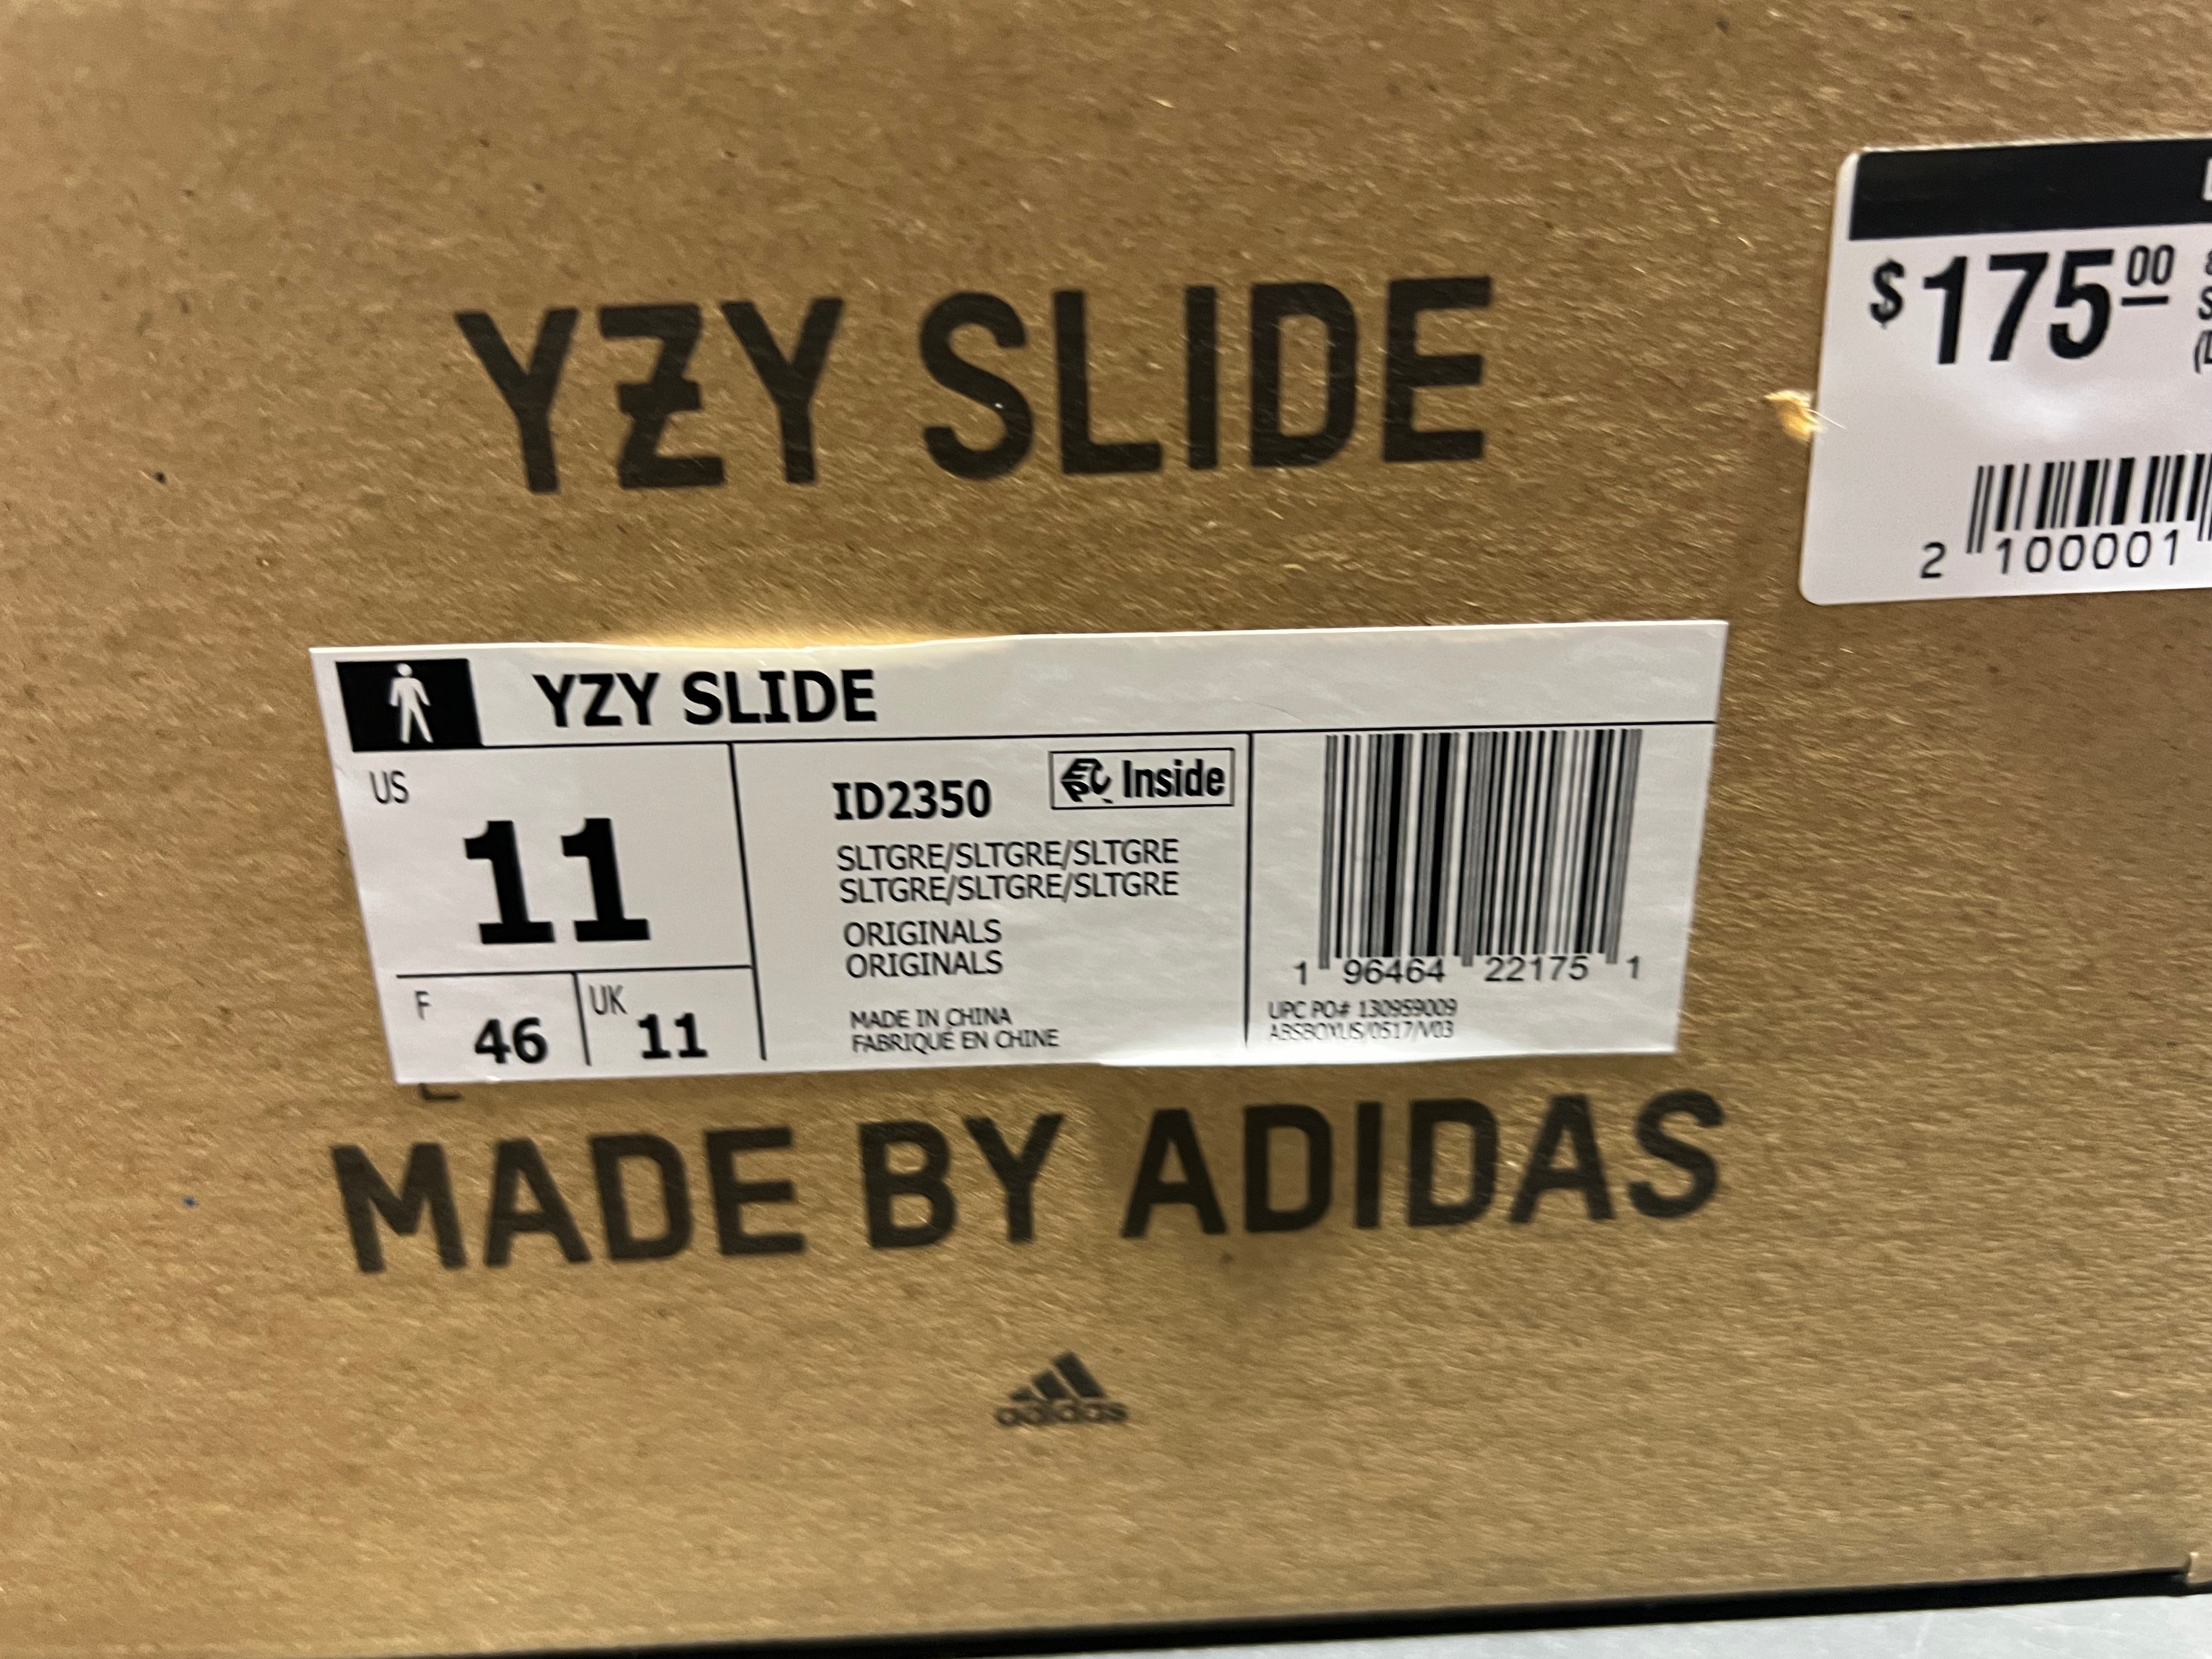 YZY SLIDE
$175.00
2 100001
YZY SLIDE
US
11
F
46
UK
11
ID2350
Inside
SLTGRE/SLTGRE/SLTGRE
SLTGRE/SLTGRE/SLTGRE
ORIGINALS
ORIGINALS
MADE IN CHINA
FABRIQUÉ EN CHINE
1 96464 22175 1
UPC PO# 130959009
ABSBOXUS/0517/V03
MADE BY ADIDAS
adidas